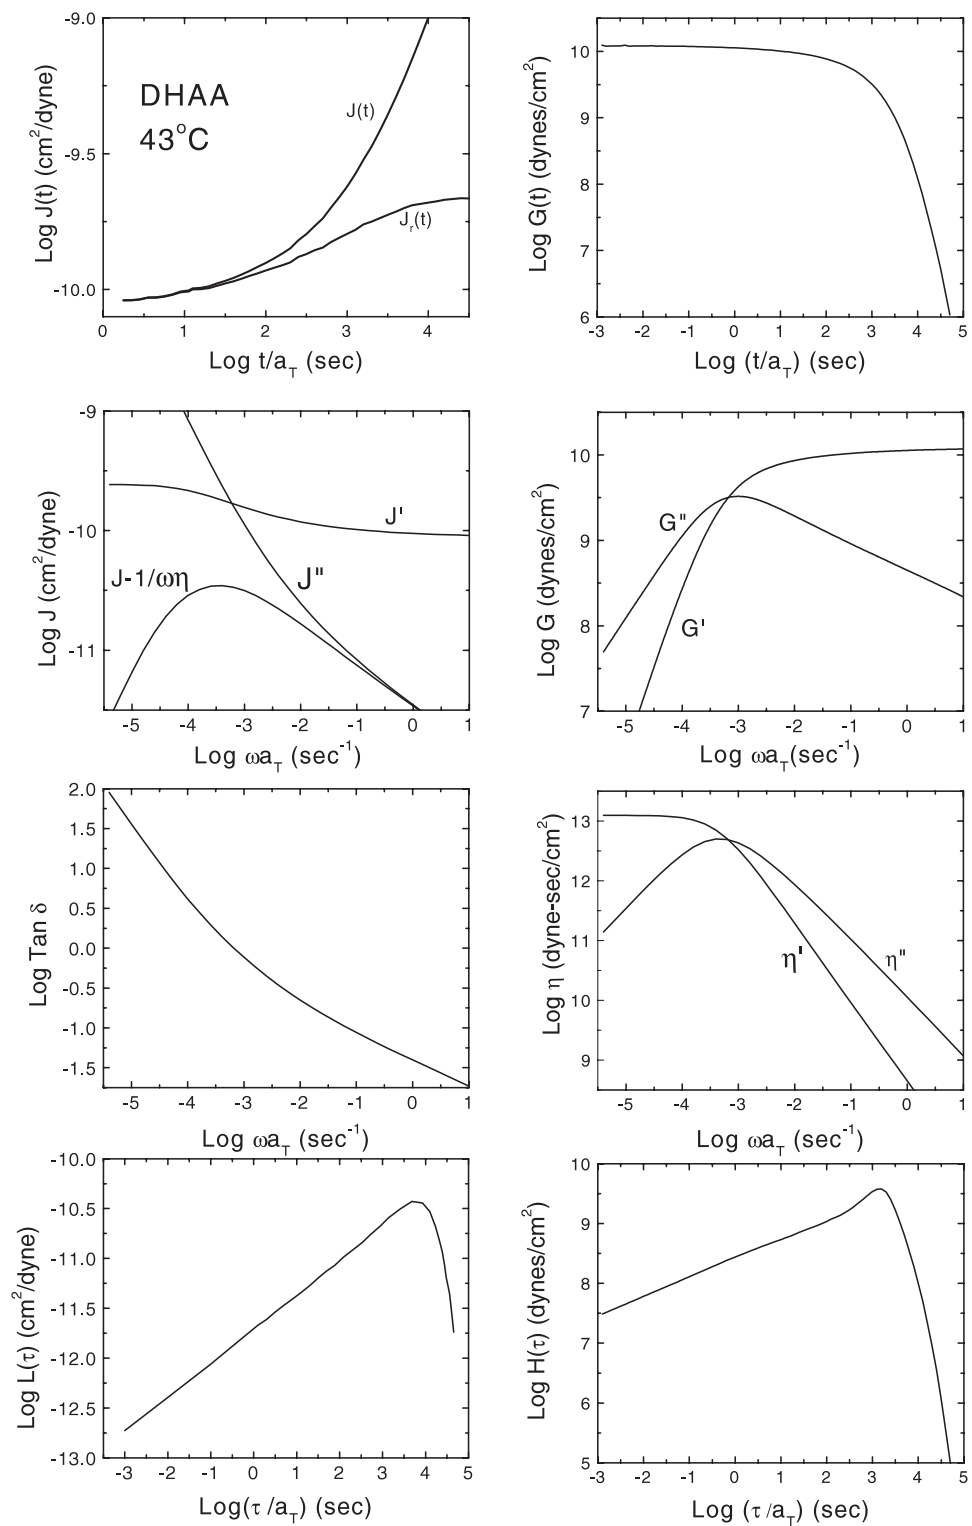 -9.0
-9.5
-10.0
Log J(t) (cm²/dyne)
DHAA
43°C
J(t)
Jᵣ(t)
0 1 2 3 4
Log t/a_T (sec)
10
9
8
7
6
Log G(t) (dynes/cm²)
-3 -2 -1 0 1 2 3 4 5
Log (t/a_T) (sec)
-9
-10
-11
Log J (cm²/dyne)
J'
J-1/ωη
J"
-5 -4 -3 -2 -1 0 1
Log ωa_T (sec⁻¹)
10
9
8
7
Log G (dynes/cm²)
G"
G'
-5 -4 -3 -2 -1 0 1
Log ωa_T(sec⁻¹)
2.0
1.5
1.0
0.5
0.0
-0.5
-1.0
-1.5
Log Tan δ
-5 -4 -3 -2 -1 0 1
Log ωa_T (sec⁻¹)
13
12
11
10
9
Log η (dyne-sec/cm²)
η'
η"
-5 -4 -3 -2 -1 0 1
Log ωa_T (sec⁻¹)
-10.0
-10.5
-11.0
-11.5
-12.0
-12.5
-13.0
Log L(τ) (cm²/dyne)
-3 -2 -1 0 1 2 3 4 5
Log(τ/a_T) (sec)
10
9
8
7
6
5
Log H(τ) (dynes/cm²)
-3 -2 -1 0 1 2 3 4 5
Log (τ/a_T) (sec)